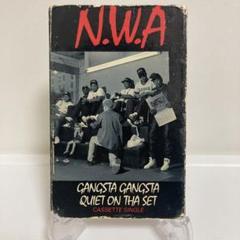 N.W.A
GANGSTA GANGSTA
QUIET ON THA SET
CASSETTE SINGLE